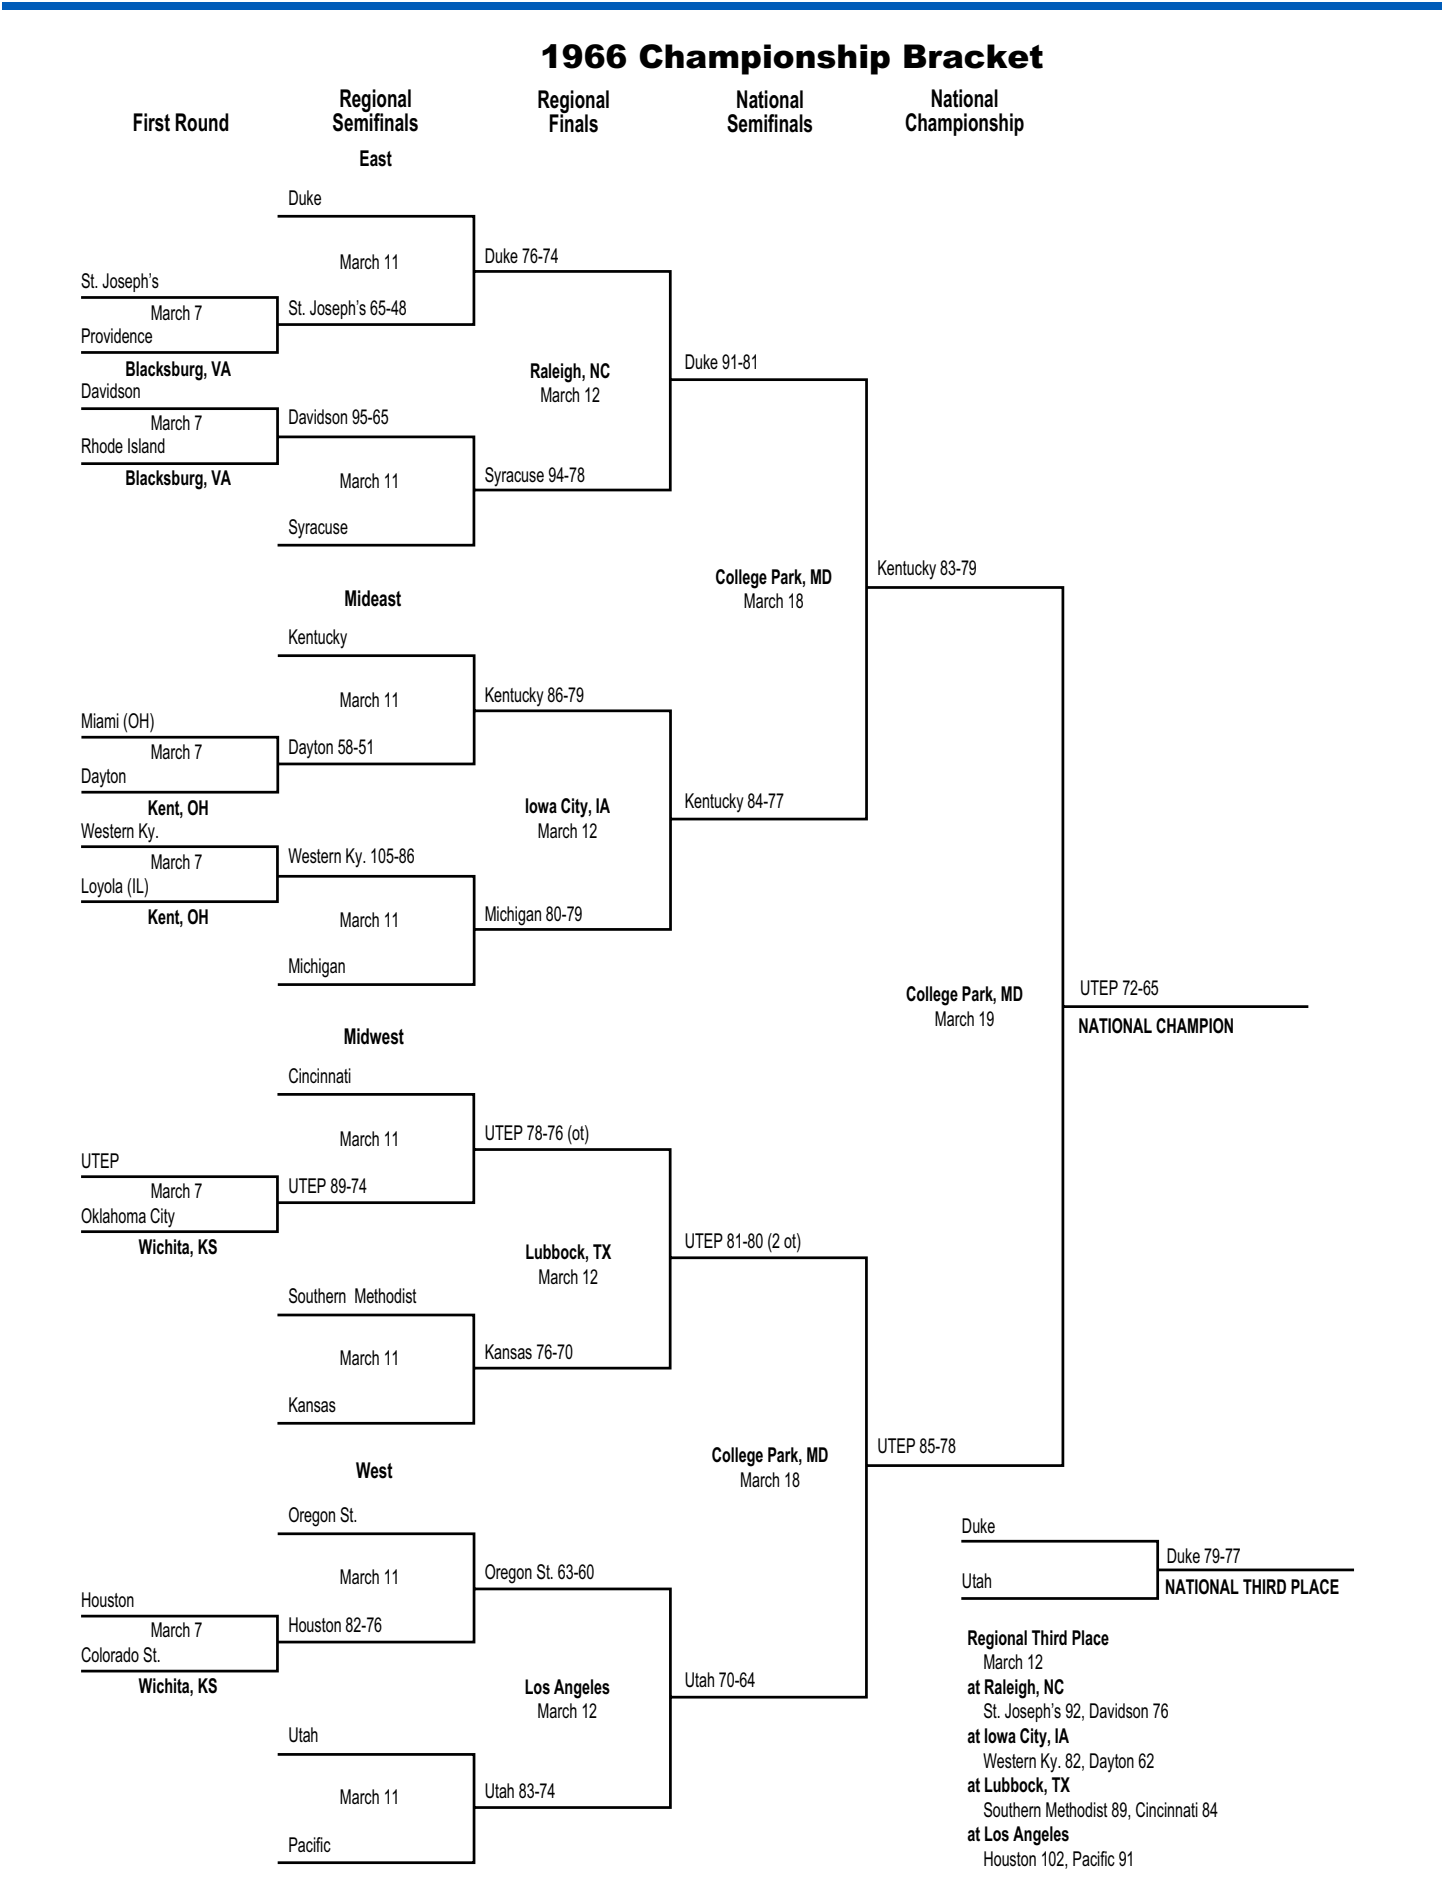 1966 Championship Bracket
First Round
Regional
Semifinals
Regional
Finals
National
Semifinals
National
Championship
East
Duke
March 11
Duke 76-74
St. Joseph's
March 7
St. Joseph's 65-48
Providence
Blacksburg, VA
Raleigh, NC
March 12
Duke 91-81
Davidson
March 7
Davidson 95-65
Rhode Island
Blacksburg, VA
March 11
Syracuse 94-78
Syracuse
College Park, MD
March 18
Kentucky 83-79
Mideast
Kentucky
March 11
Kentucky 86-79
Miami (OH)
March 7
Dayton 58-51
Dayton
Kent, OH
Iowa City, IA
March 12
Kentucky 84-77
Western Ky.
March 7
Western Ky. 105-86
Loyola (IL)
Kent, OH
March 11
Michigan 80-79
Michigan
College Park, MD
March 19
UTEP 72-65
NATIONAL CHAMPION
Midwest
Cincinnati
March 11
UTEP 78-76 (ot)
UTEP
March 7
UTEP 89-74
Oklahoma City
Wichita, KS
Lubbock, TX
March 12
UTEP 81-80 (2 ot)
Southern  Methodist
March 11
Kansas 76-70
Kansas
College Park, MD
March 18
UTEP 85-78
West
Oregon St.
March 11
Oregon St. 63-60
Houston
March 7
Houston 82-76
Colorado St.
Wichita, KS
Los Angeles
March 12
Utah 70-64
Utah
March 11
Utah 83-74
Pacific
Duke
Utah
Duke 79-77
NATIONAL THIRD PLACE
Regional Third Place
March 12
at Raleigh, NC
St. Joseph's 92, Davidson 76
at Iowa City, IA
Western Ky. 82, Dayton 62
at Lubbock, TX
Southern Methodist 89, Cincinnati 84
at Los Angeles
Houston 102, Pacific 91